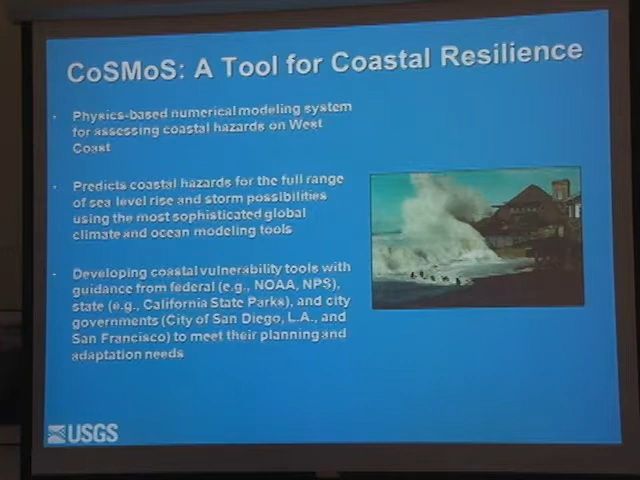 CoSMoS: A Tool for Coastal Resilience
Physics-based numerical modeling system
for assessing coastal hazards on West
Coast
Predicts coastal hazards for the full range
of sea level rise and storm possibilities
using the most sophisticated global
climate and ocean modeling tools
Developing coastal vulnerability tools with
guidance from federal (e.g., NOAA, NPS),
state (e.g., California State Parks), and city
governments (City of San Diego, L.A., and
San Francisco) to meet their planning and
adaptation needs
USGS